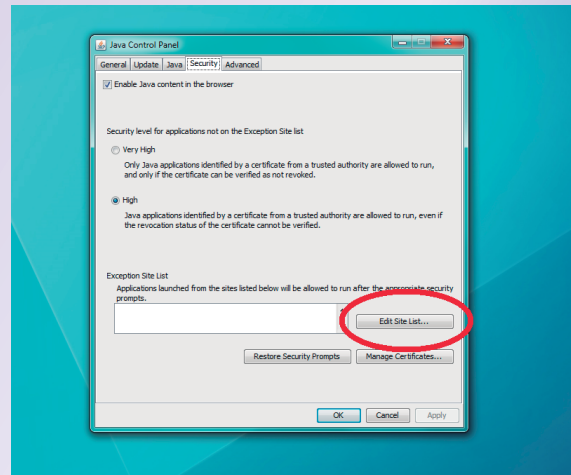 Java Control Panel
General Update Java Security Advanced
Enable Java content in the browser
Security level for applications not on the Exception Site list
Very High
Only Java applications identified by a certificate from a trusted authority are allowed to run,
and only if the certificate can be verified as not revoked.
High
Java applications identified by a certificate from a trusted authority are allowed to run, even if
the revocation status of the certificate cannot be verified.
Exception Site List
Applications launched from the sites listed below will be allowed to run after the appropriate security
prompts.
Edit Site List...
Restore Security Prompts Manage Certificates...
OK Cancel Apply